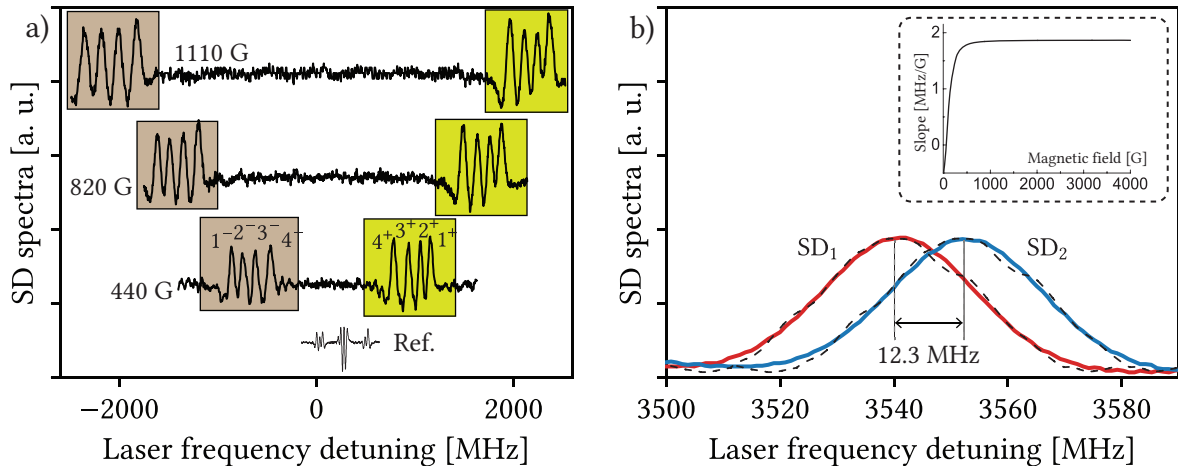 a)
1110 G
820 G
1⁻2⁻3⁻ 4⁻
4⁺3⁺2⁺1⁺
440 G
Ref.
SD spectra [a. u.]
−2000 0 2000
Laser frequency detuning [MHz]
b)
2
1
0
Slope [MHz/G]
Magnetic field [G]
0 1000 2000 3000 4000
SD₁
SD₂
12.3 MHz
SD spectra [a. u.]
3500 3520 3540 3560 3580
Laser frequency detuning [MHz]